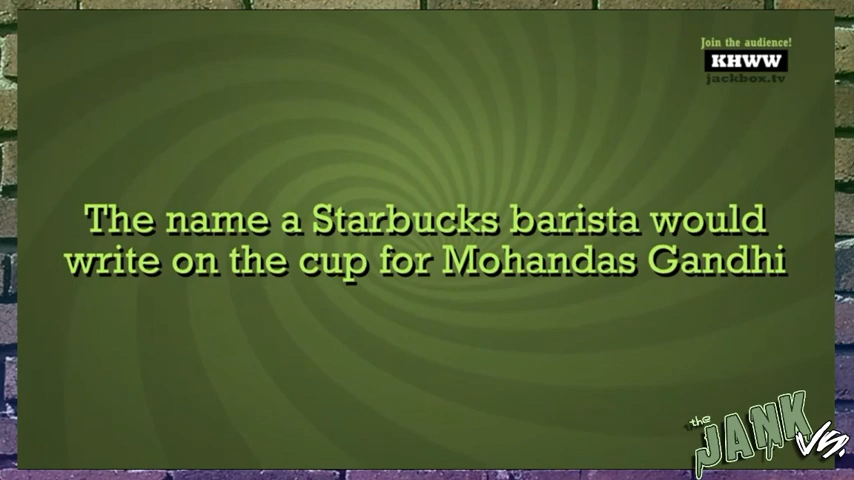 Join the audience!
KHWW
jackbox.tv
The name a Starbucks barista would
write on the cup for Mohandas Gandhi
the
JANK
VS.